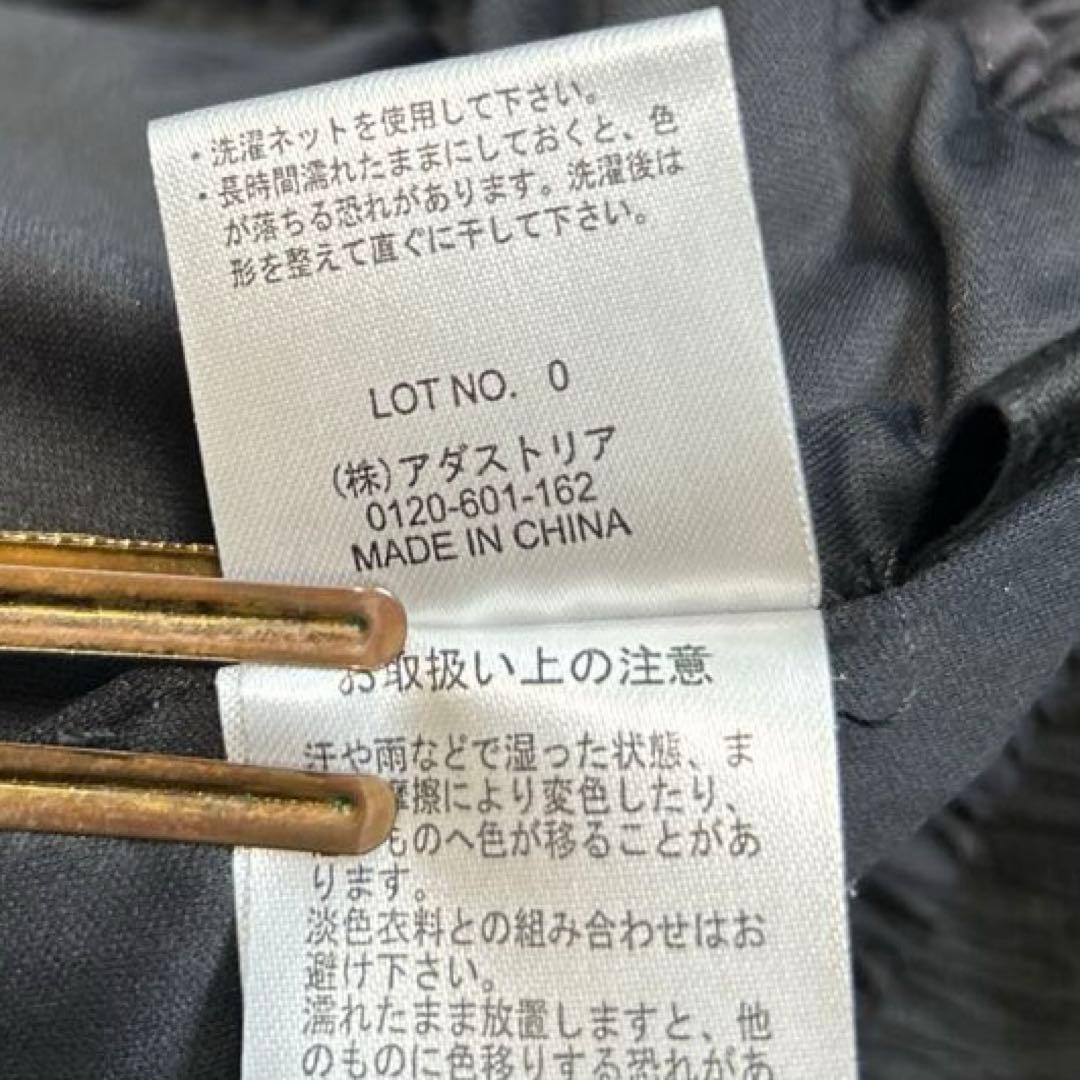 ・洗濯ネットを使用して下さい。
・長時間濡れたままにしておくと、色
が落ちる恐れがあります。洗濯後は
形を整えて直ぐに干して下さい。
LOT NO. 0
(株)アダストリア
0120-601-162
MADE IN CHINA
お取扱い上の注意
汗や雨などで湿った状態、ま
摩擦により変色したり、
ものへ色が移ることがあ
ります。
淡色衣料との組み合わせはお
避け下さい。
濡れたまま放置しますと、他
のものに色移りする恐れがあ